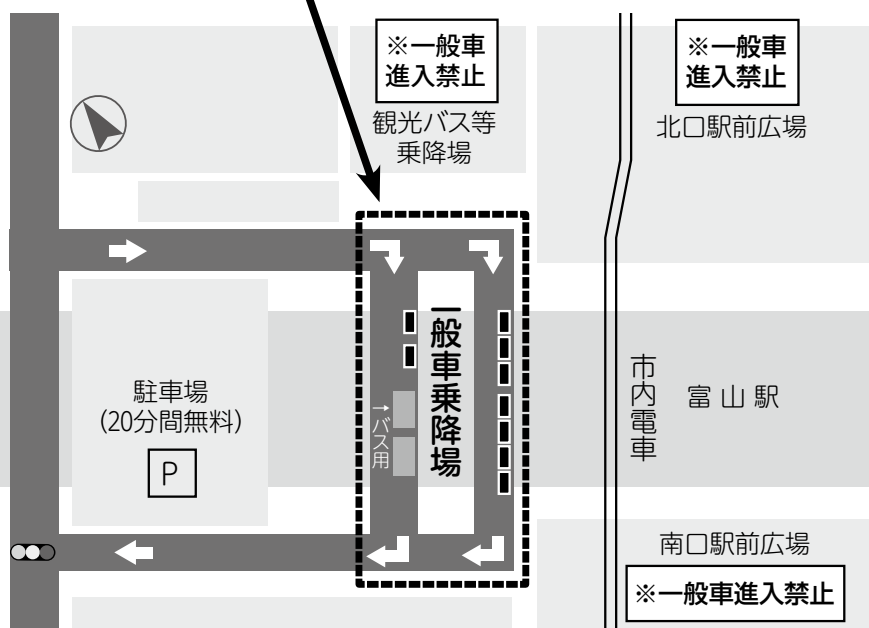 ※一般車
進入禁止
観光バス等
乗降場
※一般車
進入禁止
北口駅前広場
一般車乗降場
→バス用
駐車場
(20分間無料)
P
市内電車
富山駅
南口駅前広場
※一般車進入禁止